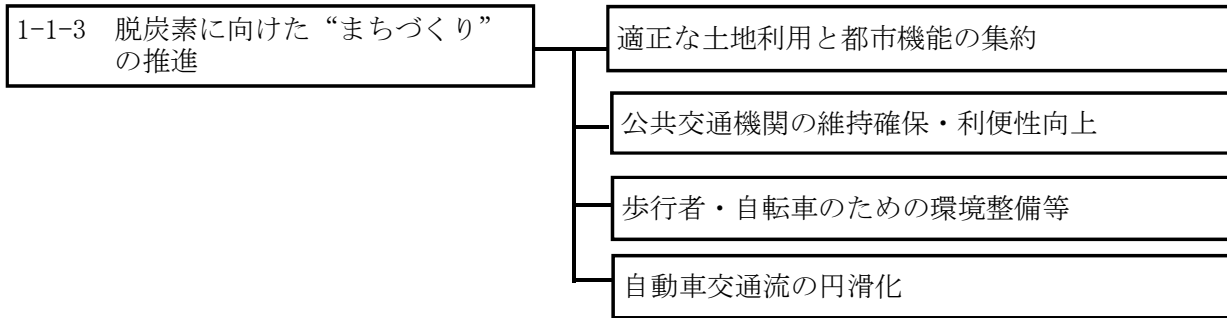 1-1-3　脱炭素に向けた“まちづくり”
の推進
適正な土地利用と都市機能の集約
公共交通機関の維持確保・利便性向上
歩行者・自転車のための環境整備等
自動車交通流の円滑化